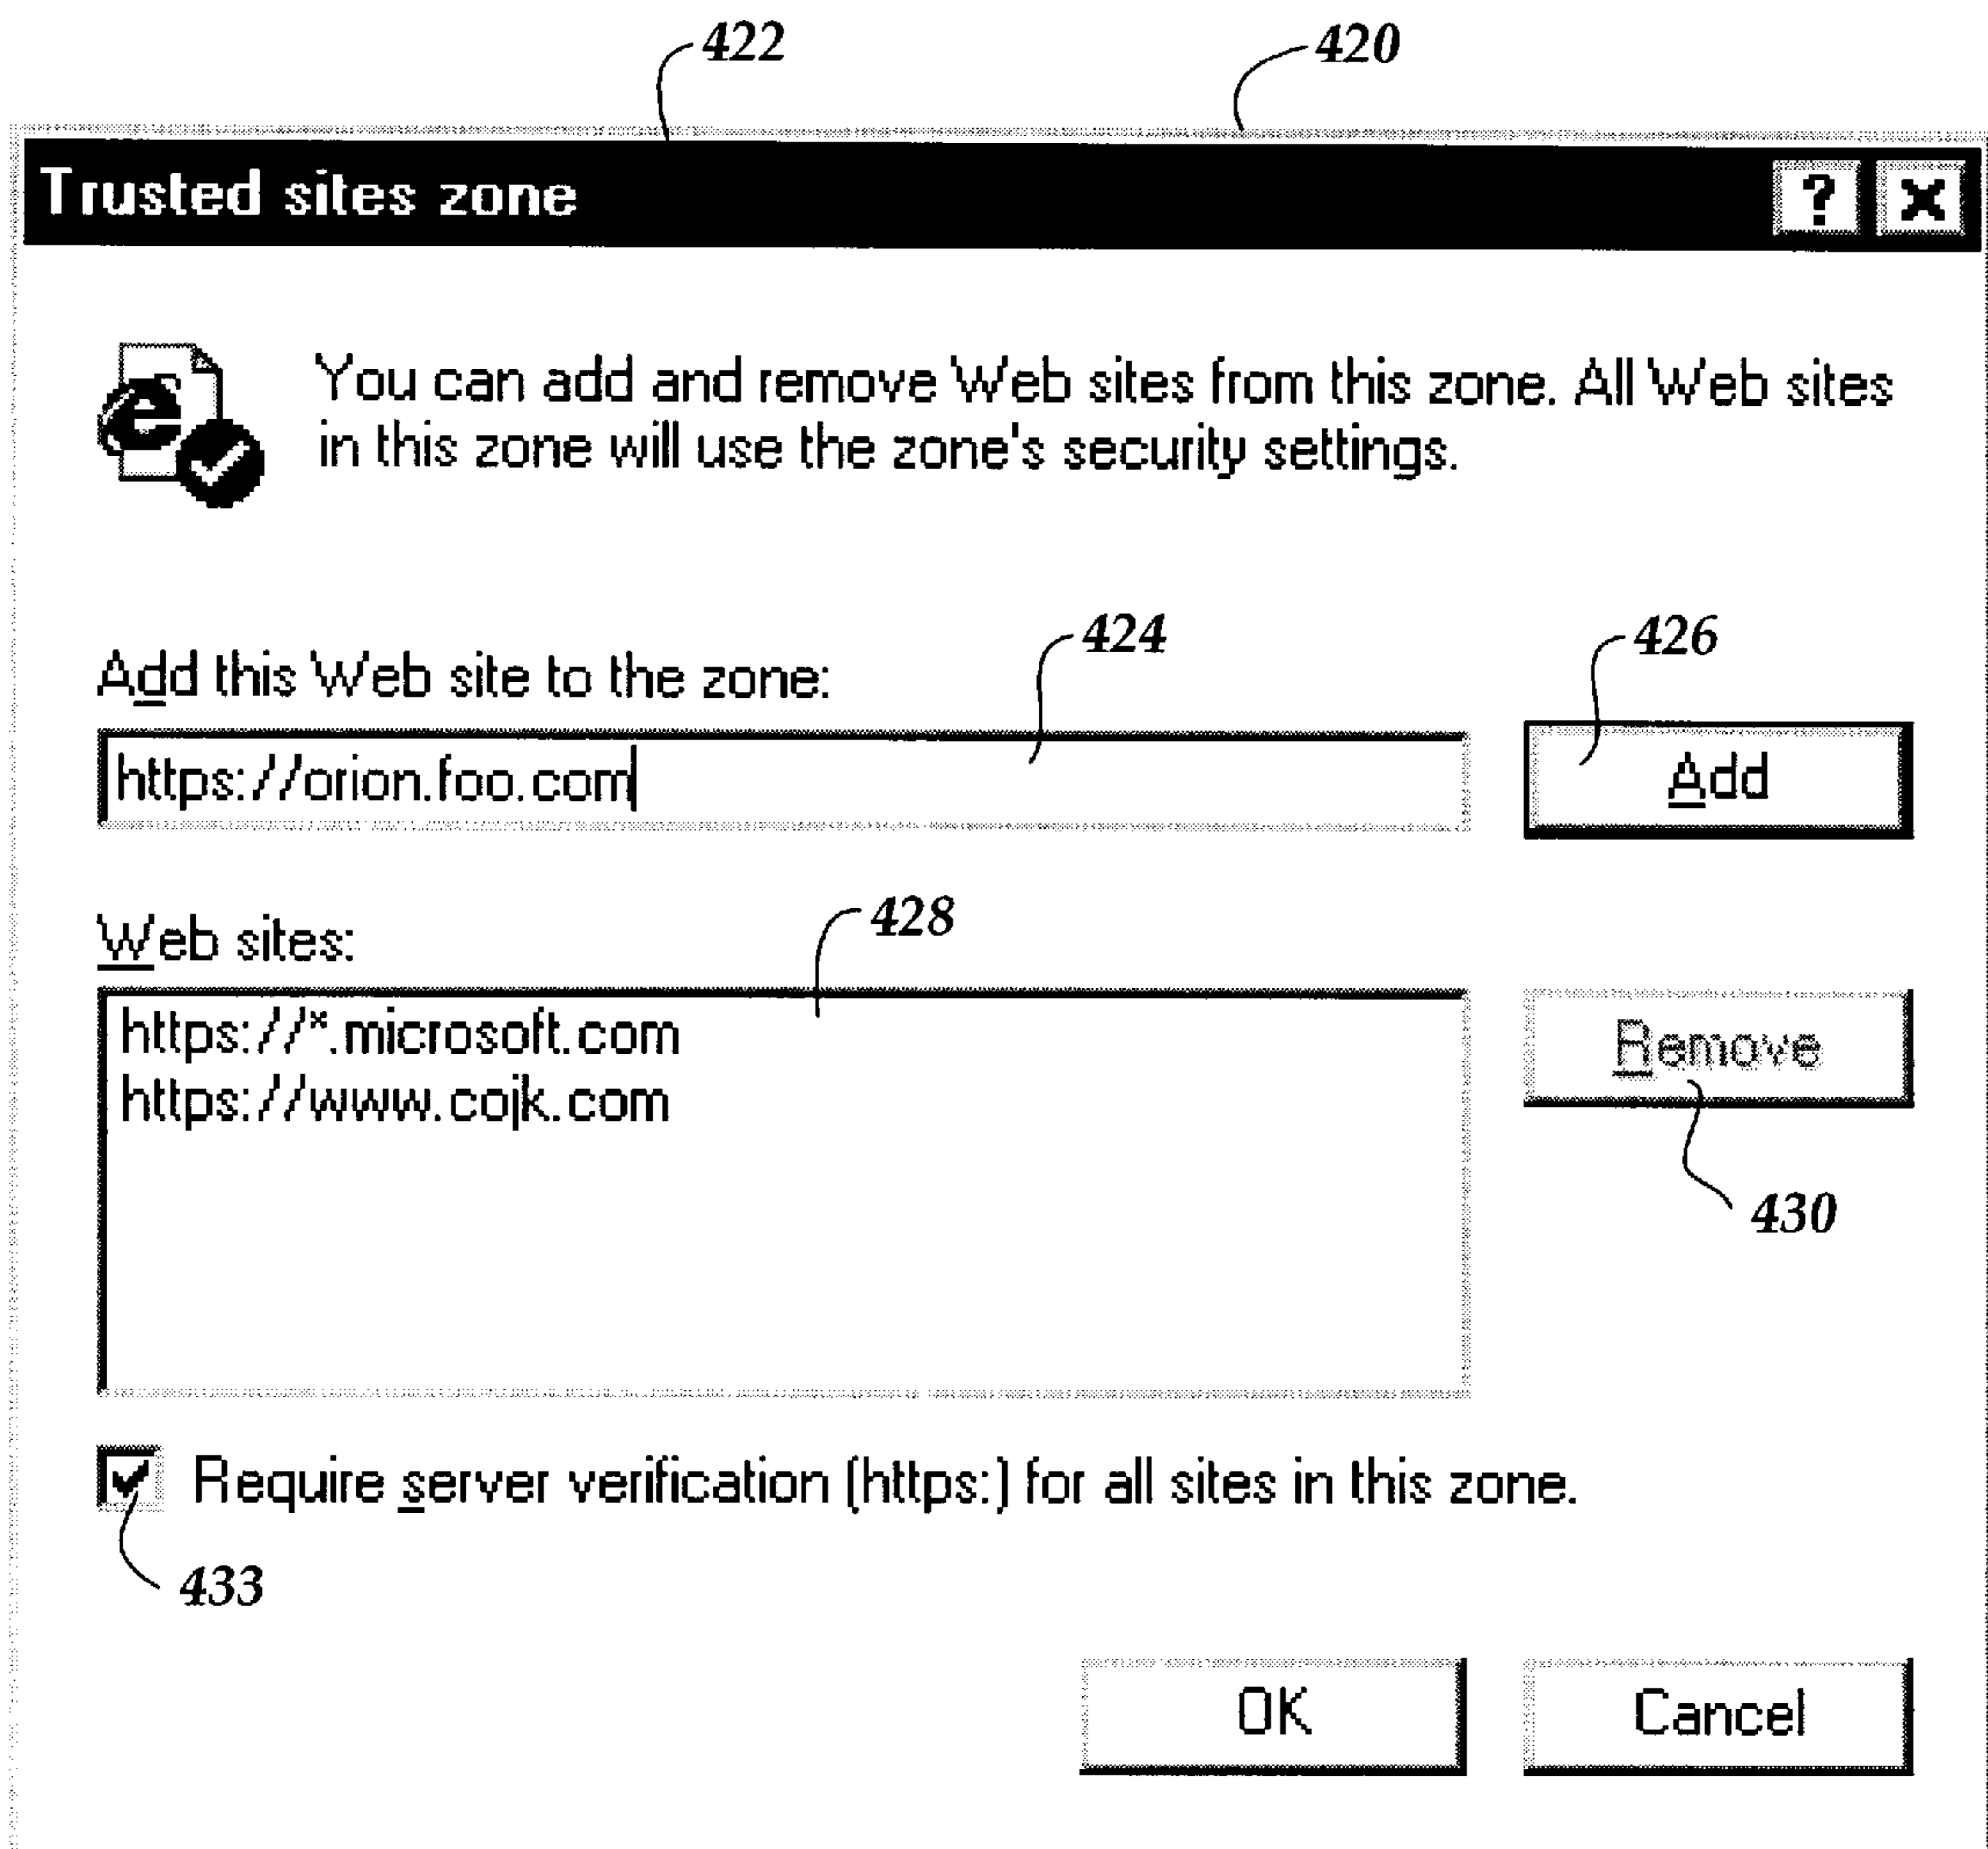 422
420
Trusted sites zone ? X
You can add and remove Web sites from this zone. All Web sites
in this zone will use the zone's security settings.
424
426
Add this Web site to the zone:
https://orion.foo.com
Add
428
Web sites:
https://*.microsoft.com
https://www.cojk.com
Remove
430
Require server verification (https:) for all sites in this zone.
433
OK
Cancel